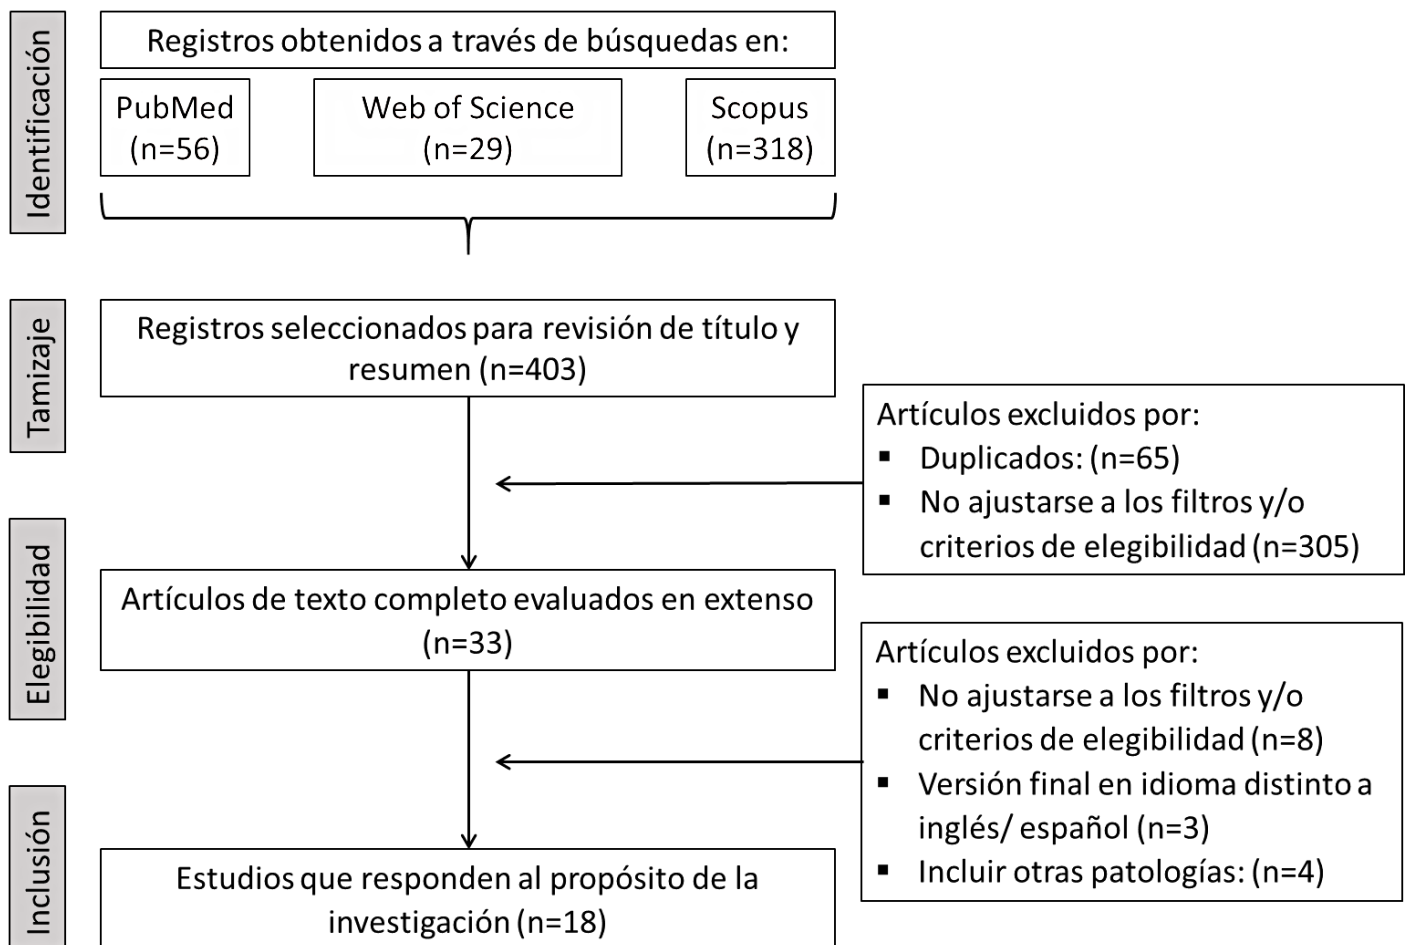 Identificación
Registros obtenidos a través de búsquedas en:
PubMed
(n=56)
Web of Science
(n=29)
Scopus
(n=318)
Tamizaje
Registros seleccionados para revisión de título y
resumen (n=403)
Artículos excluidos por:
▪ Duplicados: (n=65)
▪ No ajustarse a los filtros y/o
criterios de elegibilidad (n=305)
Elegibilidad
Artículos de texto completo evaluados en extenso
(n=33)
Artículos excluidos por:
▪ No ajustarse a los filtros y/o
criterios de elegibilidad (n=8)
▪ Versión final en idioma distinto a
inglés/ español (n=3)
▪ Incluir otras patologías: (n=4)
Inclusión
Estudios que responden al propósito de la
investigación (n=18)